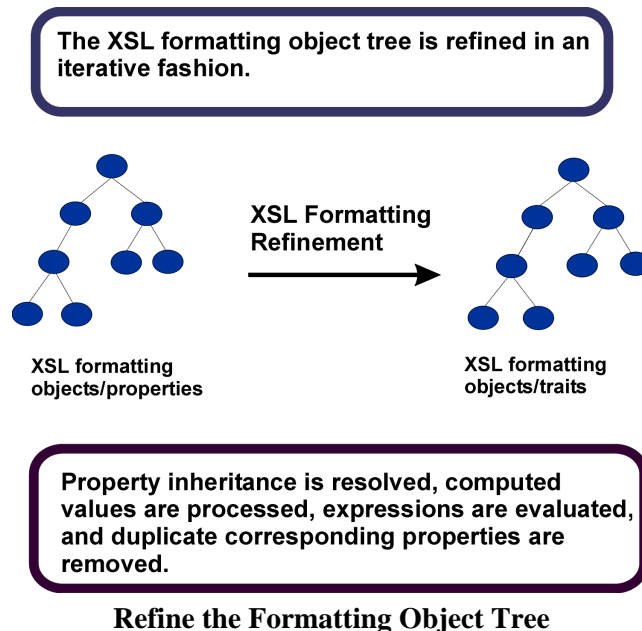 The XSL formatting object tree is refined in an
iterative fashion.
XSL Formatting
Refinement
XSL formatting
objects/properties
XSL formatting
objects/traits
Property inheritance is resolved, computed
values are processed, expressions are evaluated,
and duplicate corresponding properties are
removed.
Refine the Formatting Object Tree